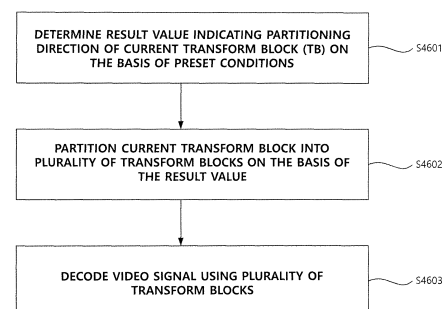 DETERMINE RESULT VALUE INDICATING PARTITIONING
DIRECTION OF CURRENT TRANSFORM BLOCK (TB) ON
THE BASIS OF PRESET CONDITIONS
S4601
PARTITION CURRENT TRANSFORM BLOCK INTO
PLURALITY OF TRANSFORM BLOCKS ON THE BASIS OF
THE RESULT VALUE
S4602
DECODE VIDEO SIGNAL USING PLURALITY OF
TRANSFORM BLOCKS
S4603